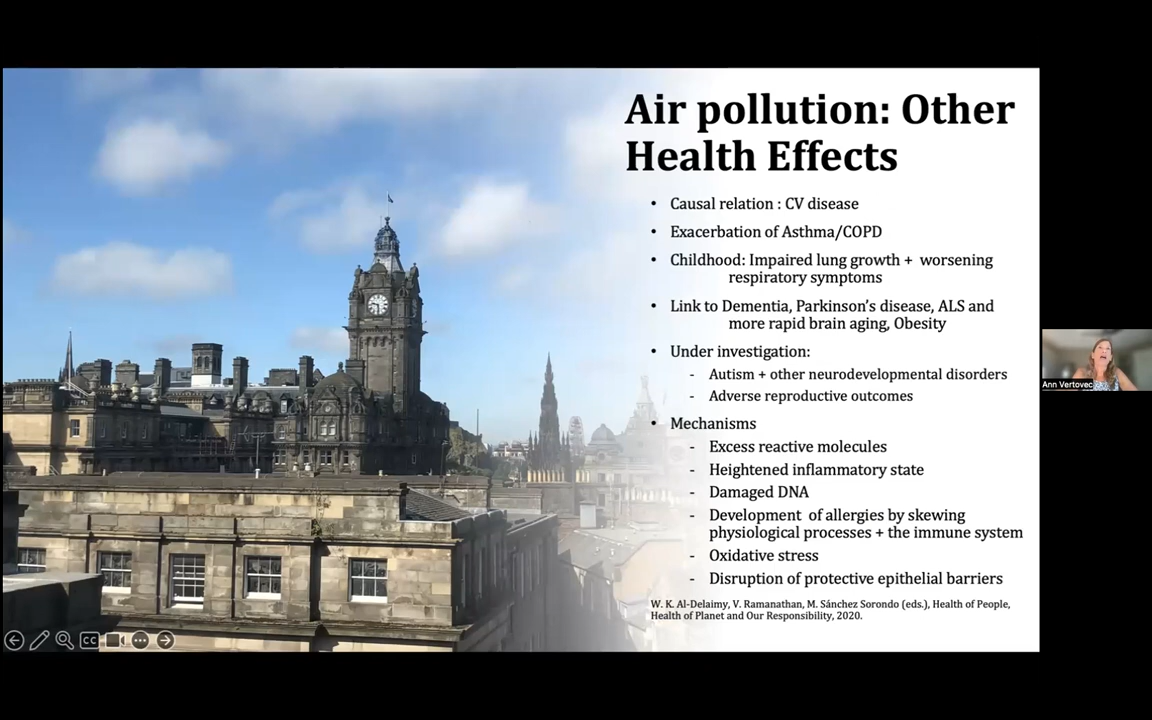 Air pollution: Other
Health Effects
• Causal relation : CV disease
• Exacerbation of Asthma/COPD
• Childhood: Impaired lung growth + worsening
respiratory symptoms
• Link to Dementia, Parkinson’s disease, ALS and
more rapid brain aging, Obesity
• Under investigation:
- Autism + other neurodevelopmental disorders
- Adverse reproductive outcomes
• Mechanisms
- Excess reactive molecules
- Heightened inflammatory state
- Damaged DNA
- Development of allergies by skewing
physiological processes + the immune system
- Oxidative stress
- Disruption of protective epithelial barriers
W. K. Al-Delaimy, V. Ramanathan, M. Sánchez Sorondo (eds.), Health of People,
Health of Planet and Our Responsibility, 2020.
Ann Vertovec
CC